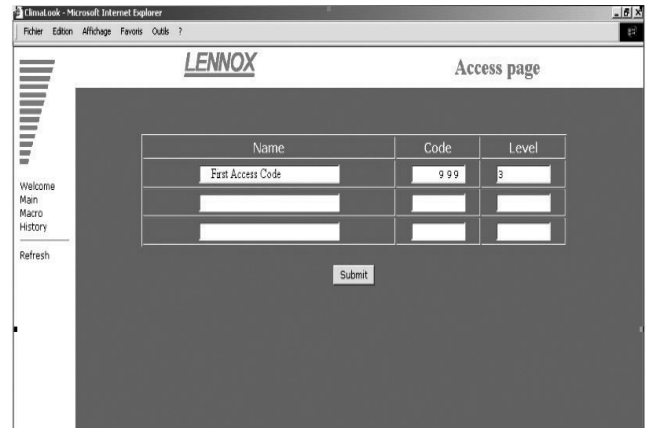 ClimaLook - Microsoft Internet Explorer
Fichier Edition Affichage Favoris Outils ?
LENNOX Access page
Name Code Level
First Access Code 999 3
Welcome
Main
Macro
History
Refresh
Submit